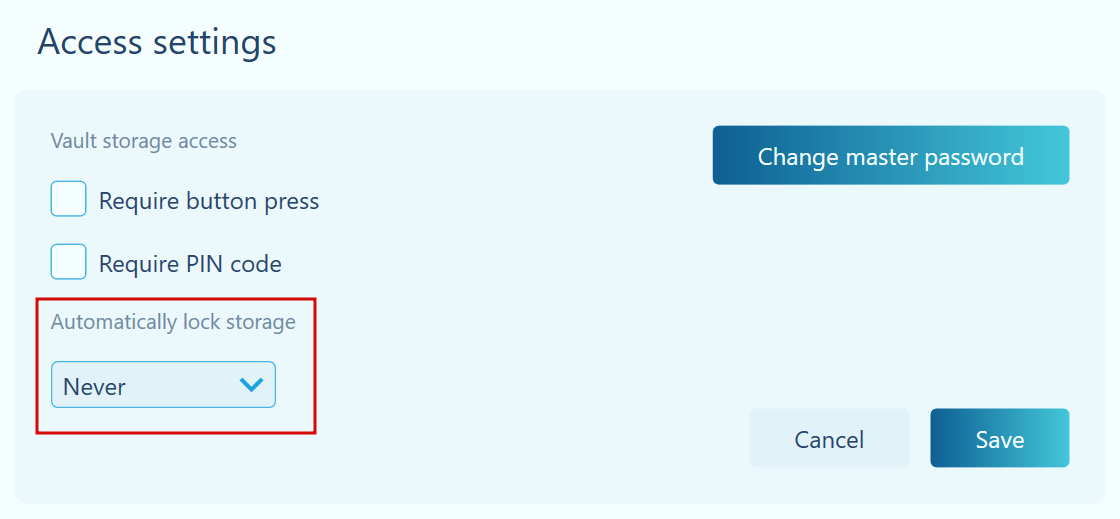 Access settings
Vault storage access
Change master password
Require button press
Require PIN code
Automatically lock storage
Never
Cancel
Save